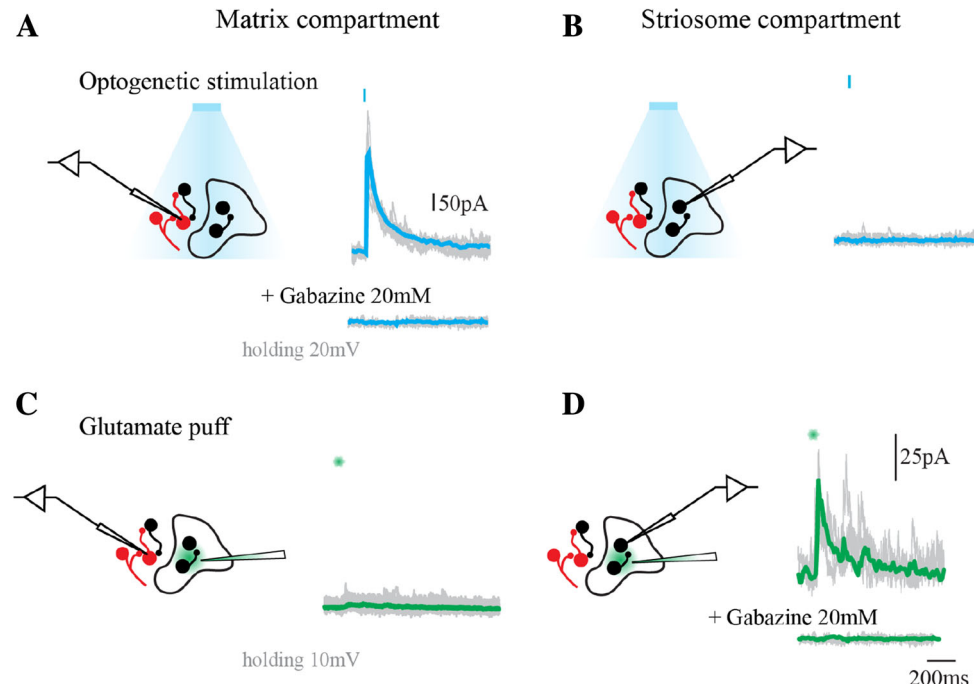 A
Matrix compartment
B
Striosome compartment
Optogenetic stimulation
50pA
+ Gabazine 20mM
holding 20mV
C
Glutamate puff
D
25pA
+ Gabazine 20mM
holding 10mV
200ms